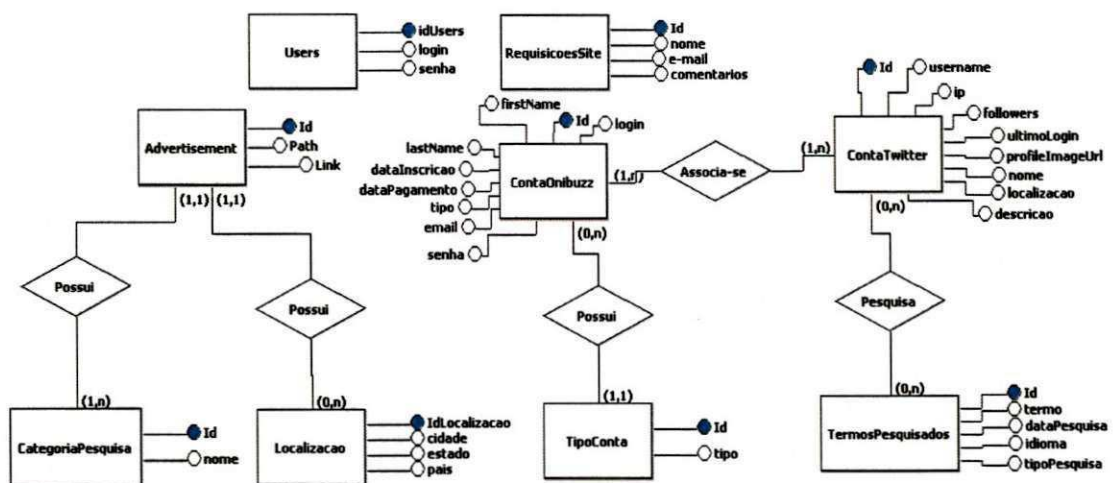 Users
idUsers
login
senha
RequisicoesSite
Id
nome
e-mail
comentarios
Advertisement
Id
Path
Link
(1,1)
(1,1)
firstName
Id
login
lastName
dataInscricao
dataPagamento
tipo
email
senha
ContaOnibuzz
(1,n)
(0,n)
Associa-se
(1,n)
Id
username
ip
followers
ultimoLogin
profileImageUrl
nome
localizacao
descricao
ContaTwitter
(0,n)
Possui
Possui
Possui
Pesquisa
(1,n)
(0,n)
(1,1)
(0,n)
CategoriaPesquisa
Id
nome
Localizacao
IdLocalizacao
cidade
estado
pais
TipoConta
Id
tipo
TermosPesquisados
Id
termo
dataPesquisa
idioma
tipoPesquisa